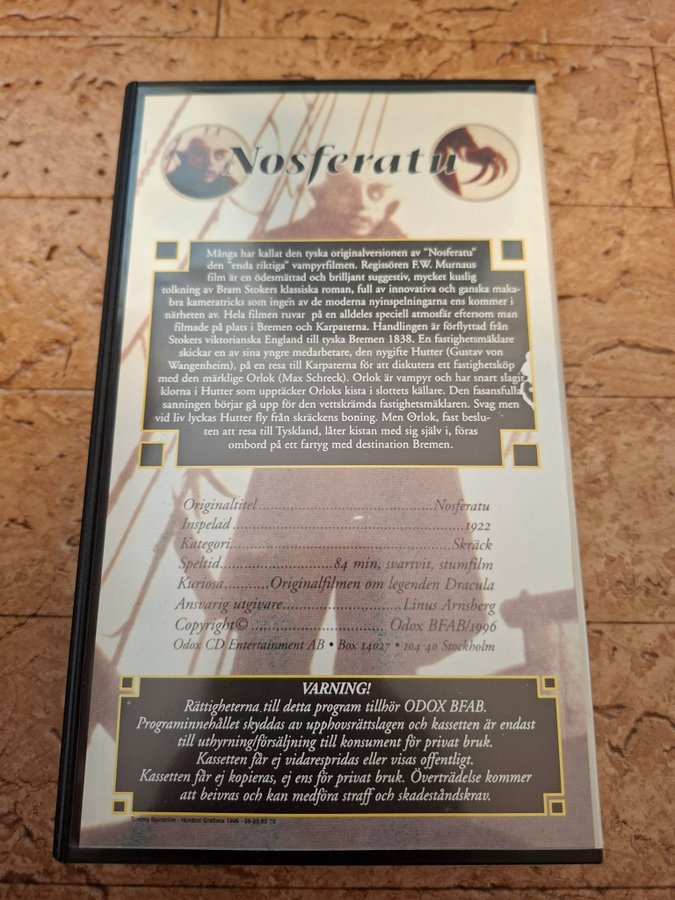 Nosferatu
Många har kallat den tyska originalversionen av "Nosferatu"
den "enda riktiga" vampyrfilmen. Regissören F.W. Murnaus
film är en ödesmättad och brilljant suggestiv, mycket kuslig
tolkning av Bram Stokers klassiska roman, full av innovativa och ganska maka-
bra kameratricks som ingen av de moderna nyinspelningarna ens kommer i
närheten av. Hela filmen ruvar på en alldeles speciell atmosfär eftersom man
filmade på plats i Bremen och Karpaterna. Handlingen är förflyttad från
Stokers viktorianska England till tyska Bremen 1838. En fastighetsmäklare
skickar en av sina yngre medarbetare, den nygifte Hutter (Gustav von
Wangenheim), på en resa till Karpaterna för att diskutera ett fastighetsköp
med den märklige Orlok (Max Schreck). Orlok är vampyr och har snart slagit
klorna i Hutter som upptäcker Orloks kista i slottets källare. Den fasansfulla
sanningen börjar gå upp för den vettskrämda fastighetsmäklaren. Svag men
vid liv lyckas Hutter fly från skräckens boning. Men Orlok, fast beslu-
ten att resa till Tyskland, låter kistan med sig själv i, föras
ombord på ett fartyg med destination Bremen.
Originaltitel...............................Nosferatu
Inspelad..........................................1922
Kategori..........................................Skräck
Speltid....................84 min, svartvit, stumfilm
Kuriosa..........Originalfilmen om legenden Dracula
Ansvarig utgivare.....................Linus Arnsberg
Copyright©........................Odox BFAB/1996
Odox CD Entertainment AB • Box 14027 • 104 40 Stockholm
VARNING!
Rättigheterna till detta program tillhör ODOX BFAB.
Programinnehållet skyddas av upphovsrättslagen och kassetten är endast
till uthyrning/försäljning till konsument för privat bruk.
Kassetten får ej vidarespridas eller visas offentligt.
Kassetten får ej kopieras, ej ens för privat bruk. Överträdelse kommer
att beivras och kan medföra straff och skadeståndskrav.
Tommy Bjurström - Nordost Grafiska 1996 - 08-35 65 70